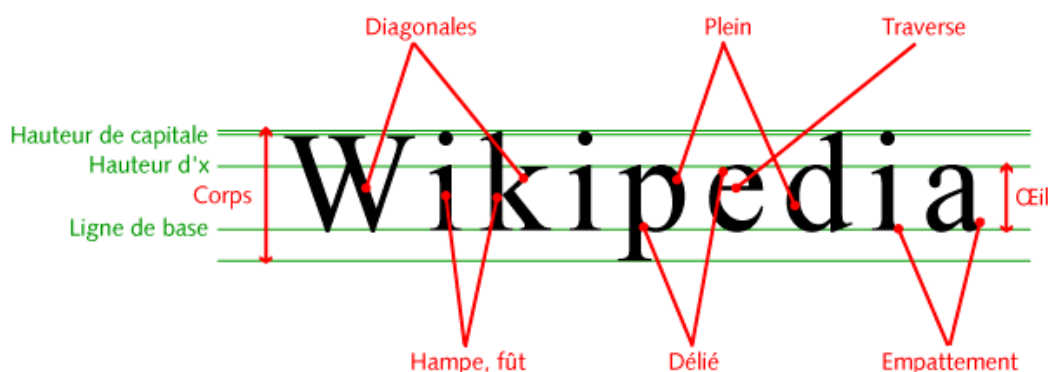 Diagonales Plein Traverse
Hauteur de capitale
Hauteur d'x
Corps
Ligne de base
Wikipedia
Œil
Hampe, fût Délié Empattement